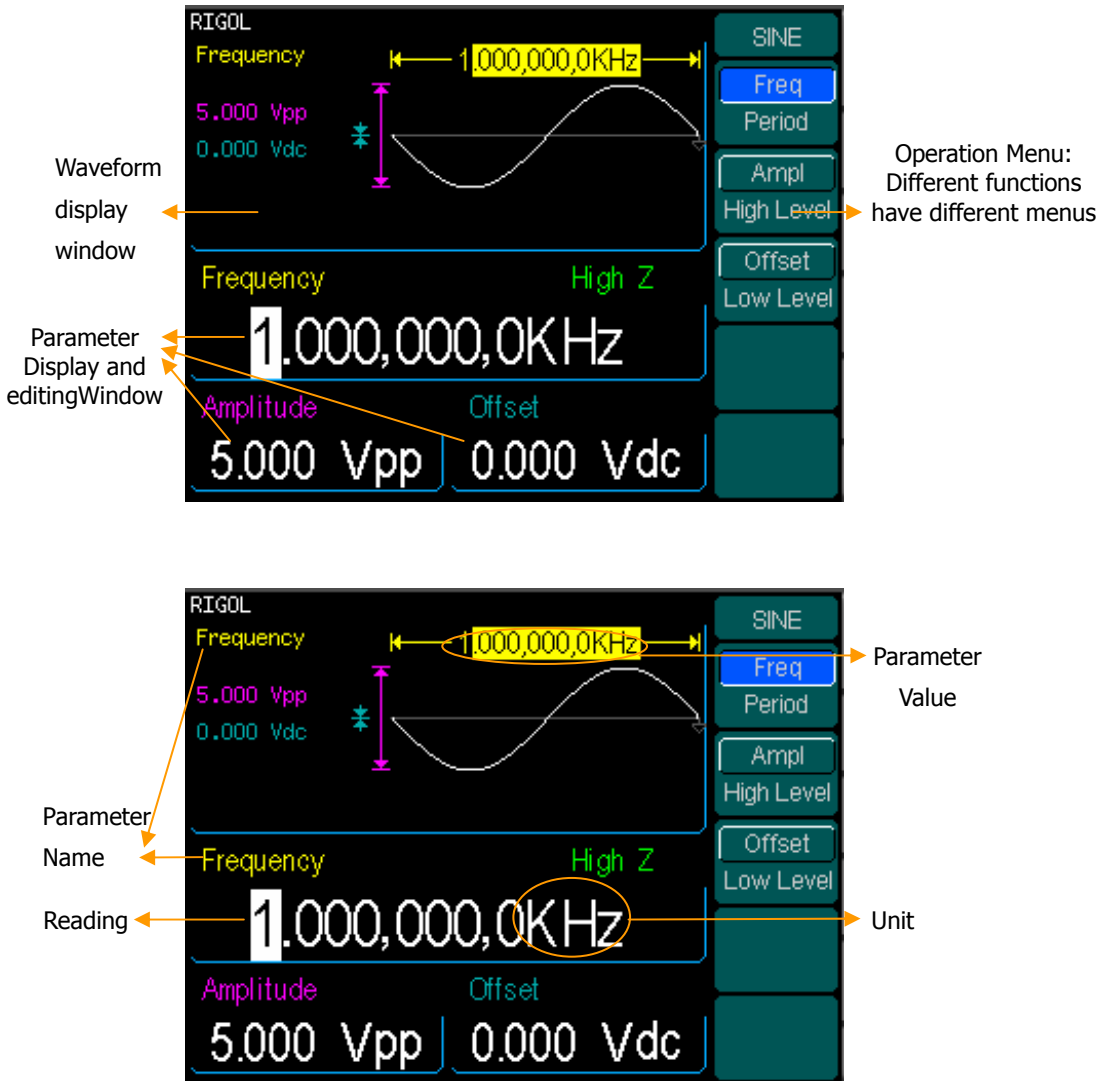 RIGOL
SINE
Frequency
1.000,000,0KHz
Freq
Period
5.000 Vpp
0.000 Vdc
Ampl
High Level
Waveform
display
window
Operation Menu:
Different functions
have different menus
Offset
Low Level
Frequency
High Z
1.000,000,0KHz
Parameter
Display and
editingWindow
Amplitude
Offset
5.000 Vpp
0.000 Vdc
RIGOL
SINE
Frequency
1.000,000,0KHz
Freq
Period
Parameter
Value
5.000 Vpp
0.000 Vdc
Ampl
High Level
Parameter
Name
Offset
Low Level
Frequency
High Z
Reading
1.000,000,0KHz
Unit
Amplitude
Offset
5.000 Vpp
0.000 Vdc